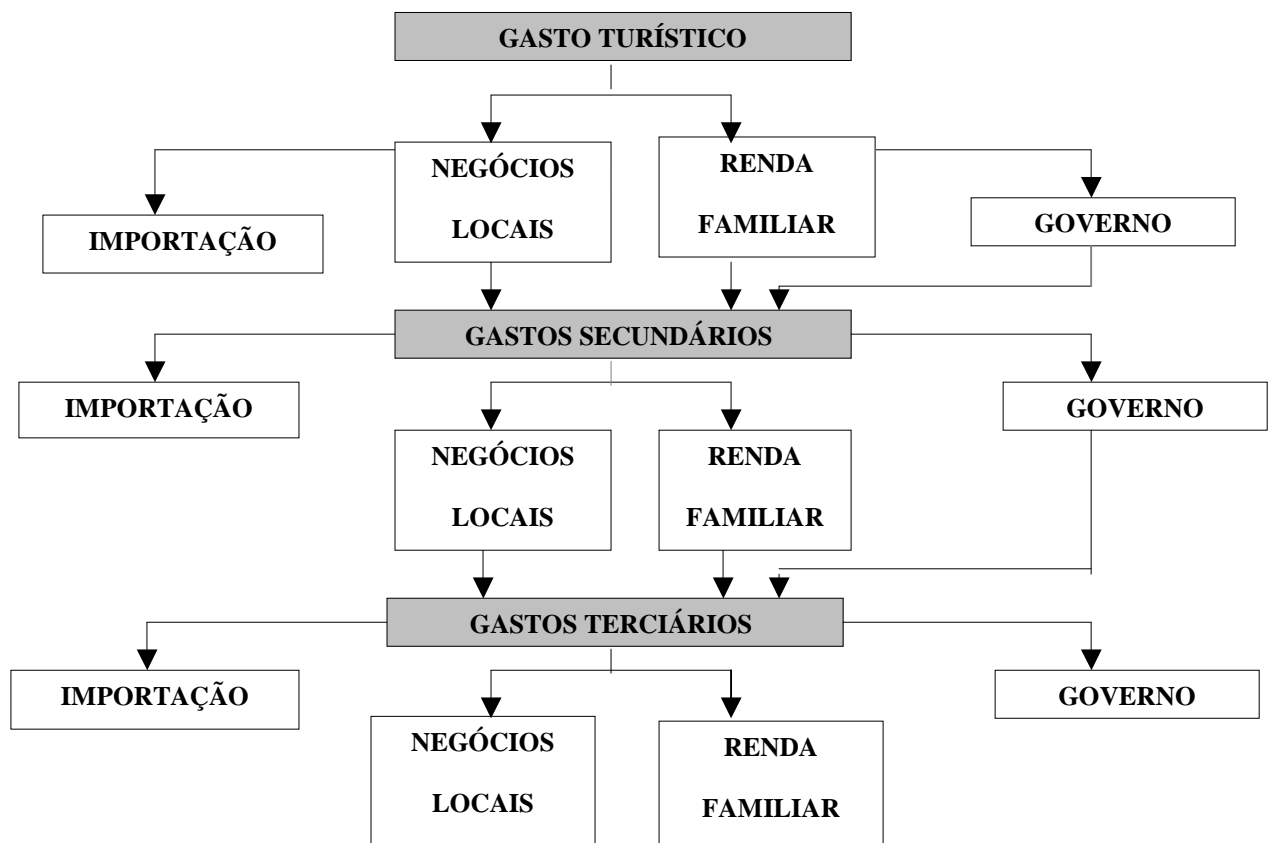 GASTO TURÍSTICO
NEGÓCIOS
LOCAIS
RENDA
FAMILIAR
IMPORTAÇÃO
GOVERNO
GASTOS SECUNDÁRIOS
IMPORTAÇÃO
GOVERNO
NEGÓCIOS
LOCAIS
RENDA
FAMILIAR
GASTOS TERCIÁRIOS
IMPORTAÇÃO
GOVERNO
NEGÓCIOS
LOCAIS
RENDA
FAMILIAR